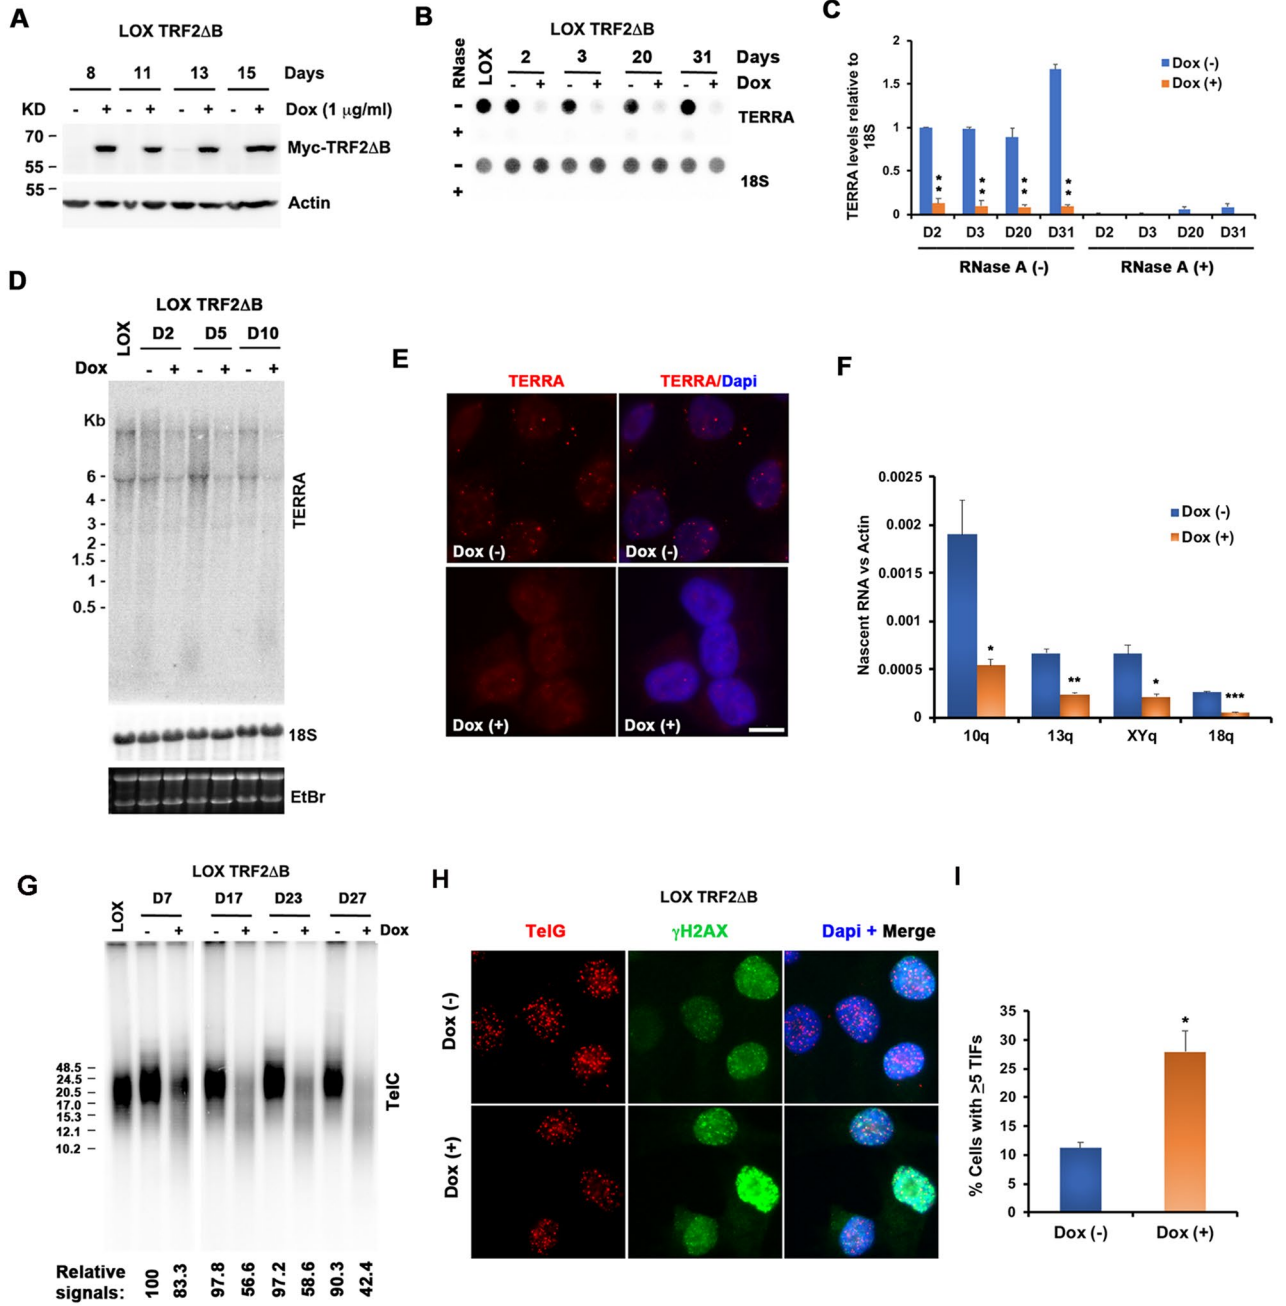 A
LOX TRF2ΔB
8 11 13 15 Days
- + - + - + - + Dox (1 μg/ml)
KD
70
55
Myc-TRF2ΔB
55
Actin
B
LOX TRF2ΔB
RNase LOX 2 3 20 31 Days
- + - + - + - + Dox
-
+
TERRA
-
+
18S
C
TERRA levels relative to
18S
2
1.5
1
0.5
0
Dox (-)
Dox (+)
** ** ** **
D2 D3 D20 D31 D2 D3 D20 D31
RNase A (-) RNase A (+)
D
LOX TRF2ΔB
LOX D2 D5 D10
Dox - + - + - +
Kb
6
4
3
2
1.5
1
0.5
TERRA
18S
EtBr
E
TERRA TERRA/Dapi
Dox (-) Dox (-)
Dox (+) Dox (+)
F
Nascent RNA vs Actin
0.0025
0.002
0.0015
0.001
0.0005
0
Dox (-)
Dox (+)
* ** * ***
10q 13q XYq 18q
G
LOX TRF2ΔB
LOX D7 D17 D23 D27
- + - + - + - + Dox
48.5
24.5
20.5
17.0
15.3
12.1
10.2
TelC
Relative
signals: 100 83.3 97.8 56.6 97.2 58.6 90.3 42.4
H
LOX TRF2ΔB
TelG γH2AX Dapi + Merge
Dox (-)
Dox (+)
I
% Cells with ≥5 TIFs
35
30
25
20
15
10
5
0
*
Dox (-) Dox (+)